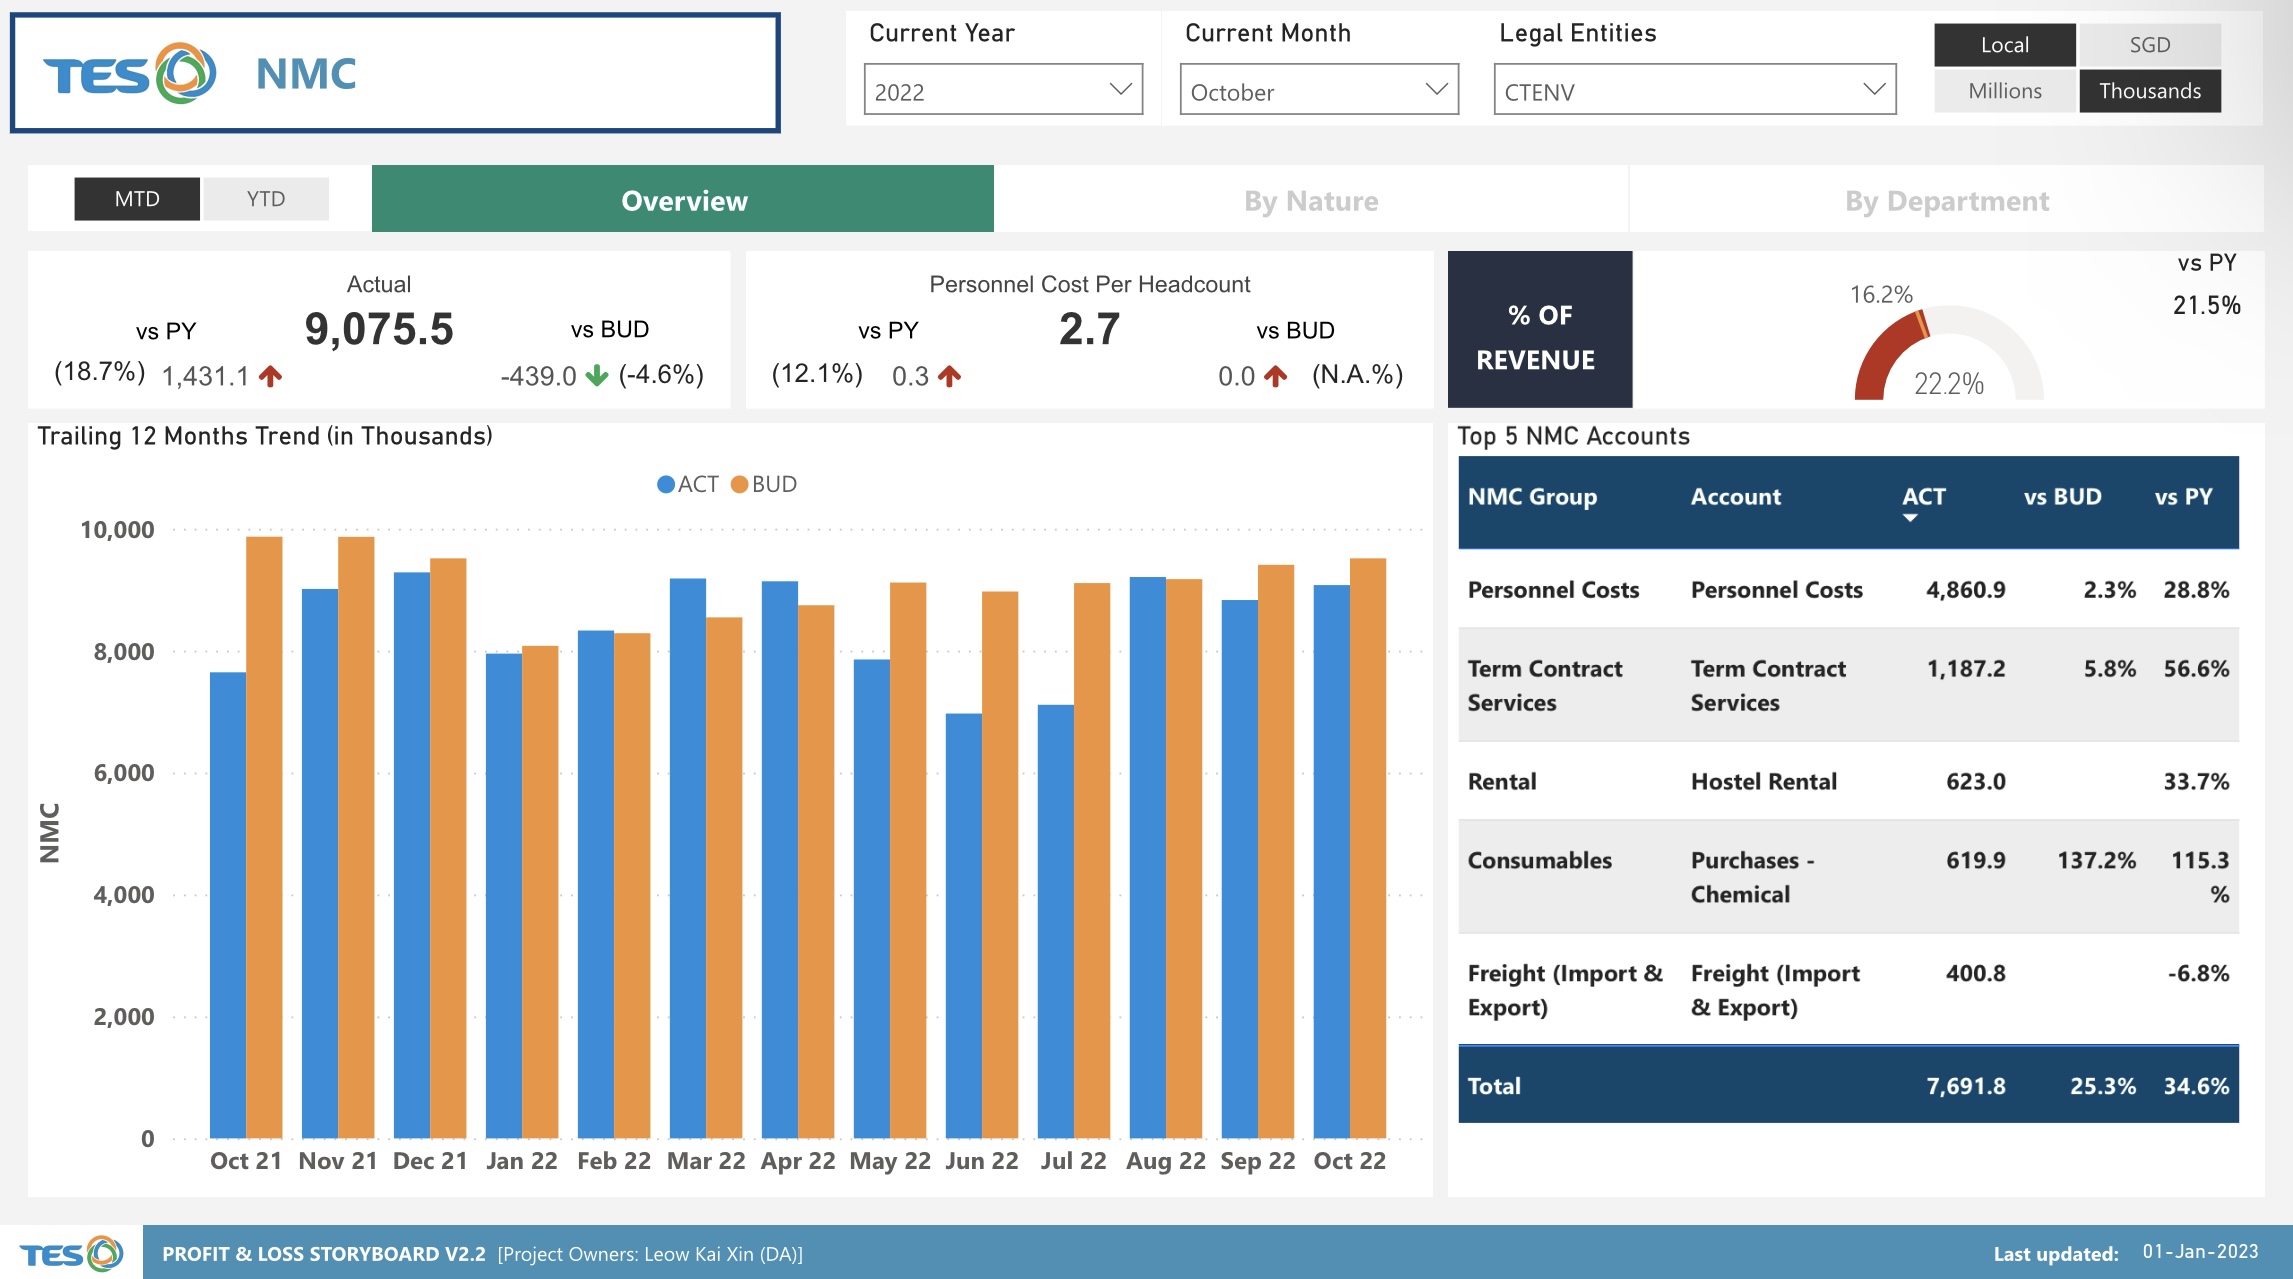 TES NMC
Current Year
2022
Current Month
October
Legal Entities
CTENV
Local
SGD
Millions
Thousands
MTD
YTD
Overview
By Nature
By Department
Actual
vs PY
9,075.5
vs BUD
(18.7%) 1,431.1
-439.0 (-4.6%)
Personnel Cost Per Headcount
vs PY
2.7
vs BUD
(12.1%) 0.3
0.0 (N.A.%)
% OF
REVENUE
16.2%
22.2%
vs PY
21.5%
Trailing 12 Months Trend (in Thousands)
ACT BUD
NMC
10,000
8,000
6,000
4,000
2,000
0
Oct 21 Nov 21 Dec 21 Jan 22 Feb 22 Mar 22 Apr 22 May 22 Jun 22 Jul 22 Aug 22 Sep 22 Oct 22
Top 5 NMC Accounts
NMC Group Account ACT vs BUD vs PY
Personnel Costs Personnel Costs 4,860.9 2.3% 28.8%
Term Contract Term Contract 1,187.2 5.8% 56.6%
Services Services
Rental Hostel Rental 623.0 33.7%
Consumables Purchases - 619.9 137.2% 115.3
Chemical %
Freight (Import & Freight (Import 400.8 -6.8%
Export) & Export)
Total 7,691.8 25.3% 34.6%
TES
PROFIT & LOSS STORYBOARD V2.2 [Project Owners: Leow Kai Xin (DA)]
Last updated: 01-Jan-2023